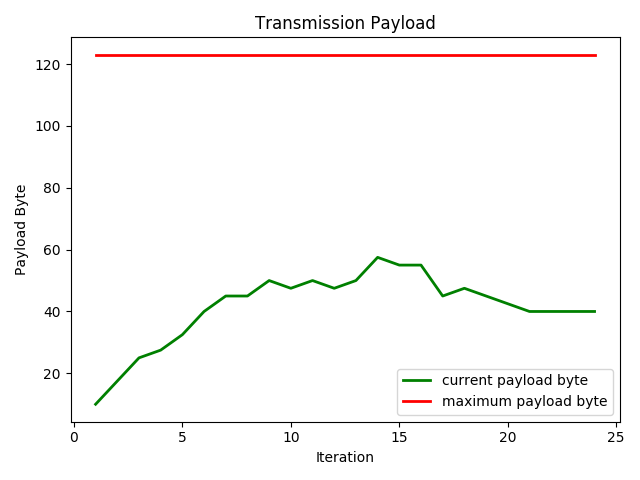 Transmission Payload
120
100
80
60
40
20
Payload Byte
current payload byte
maximum payload byte
0 5 10 15 20 25
Iteration